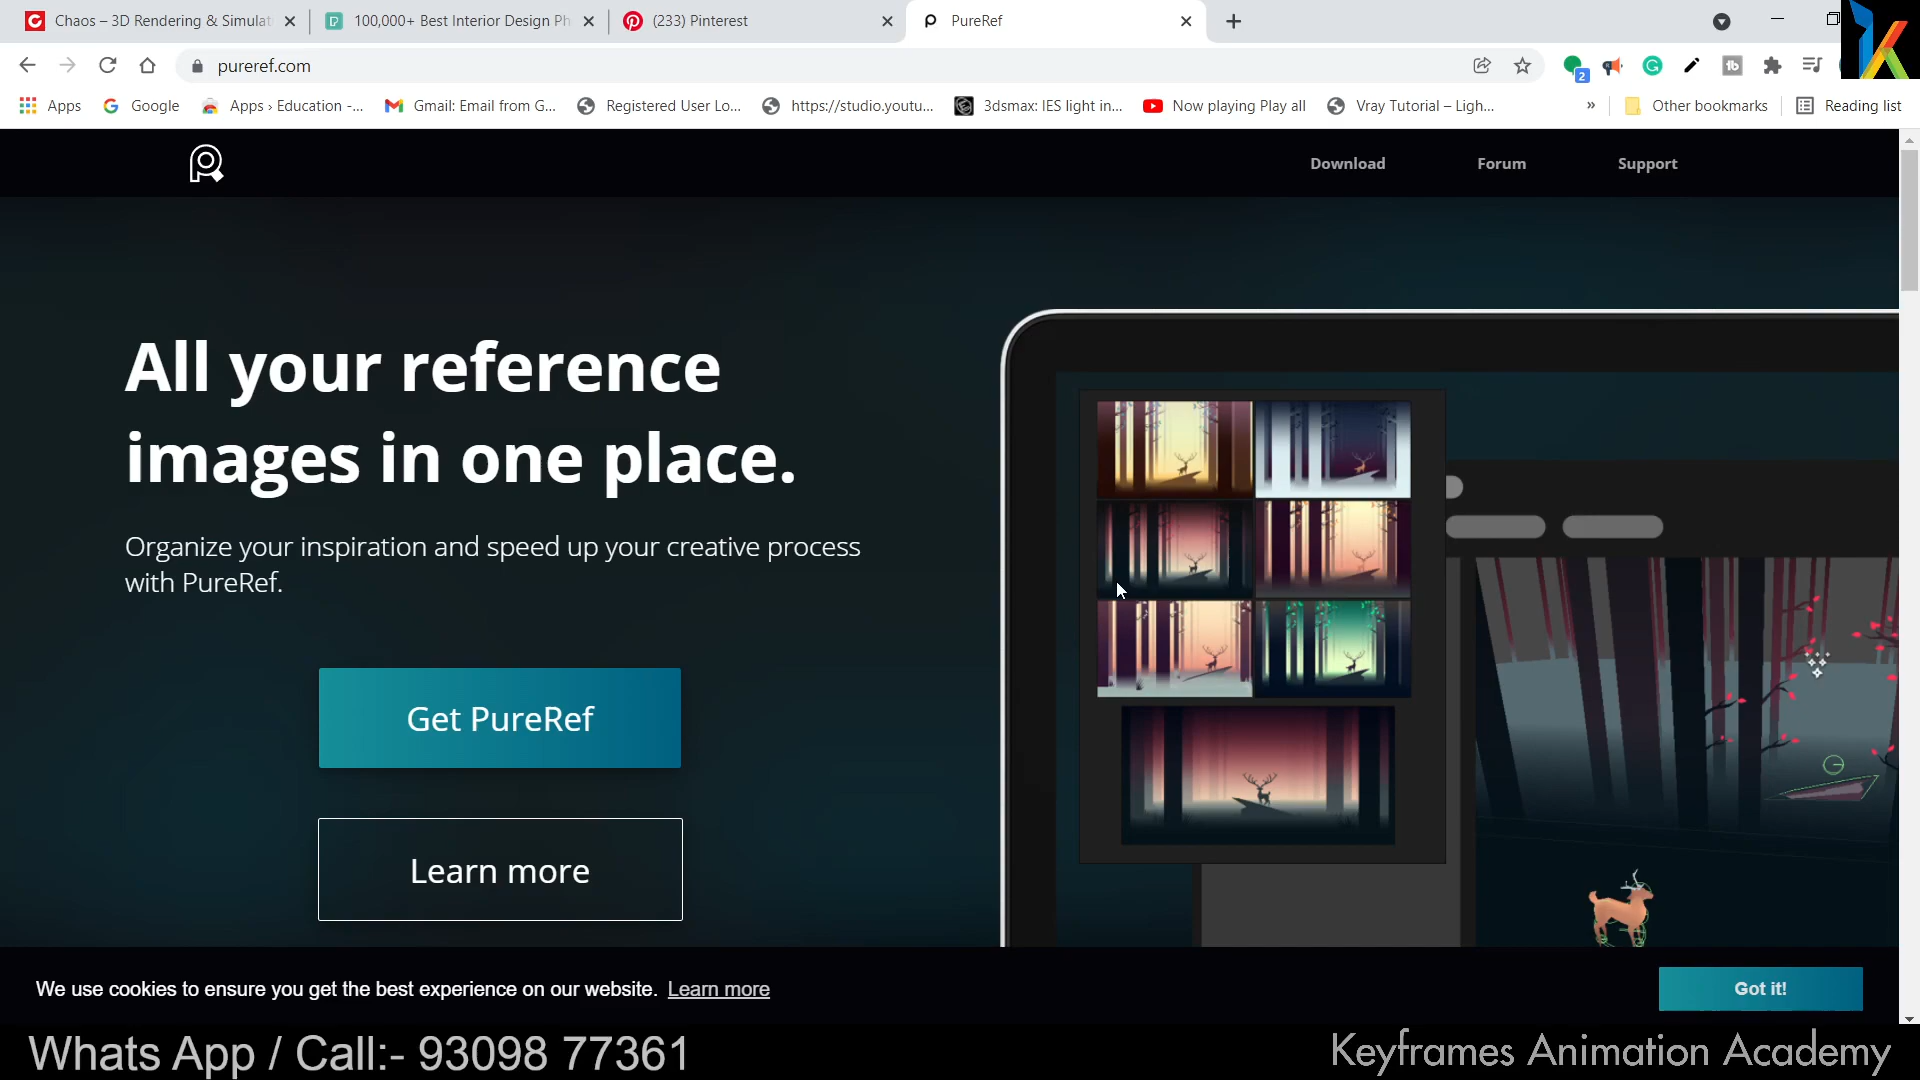 Chaos – 3D Rendering & Simulat
100,000+ Best Interior Design Ph
(233) Pinterest
PureRef
pureref.com
2
Apps
Google
Apps › Education -...
Gmail: Email from G...
Registered User Lo...
https://studio.youtu...
3dsmax: IES light in...
Now playing Play all
Vray Tutorial – Ligh...
»
Other bookmarks
Reading list
Download
Forum
Support
All your reference
images in one place.
Organize your inspiration and speed up your creative process
with PureRef.
Get PureRef
Learn more
We use cookies to ensure you get the best experience on our website. Learn more
Got it!
Whats App / Call:- 93098 77361
Keyframes Animation Academy